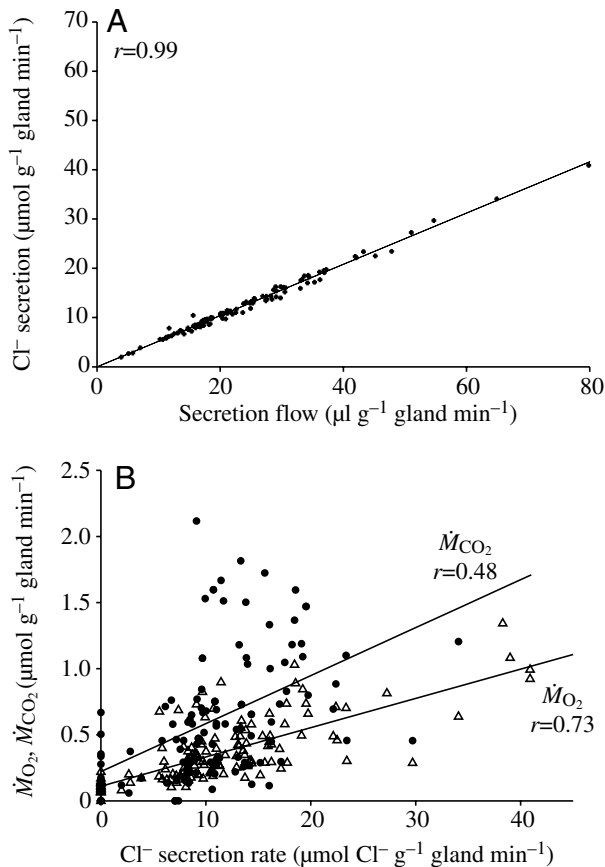 A
r=0.99
70
60
50
40
30
20
10
0
Cl⁻ secretion (μmol g⁻¹ gland min⁻¹)
0 20 40 60 80
Secretion flow (μl g⁻¹ gland min⁻¹)
B
2.5
2.0
1.5
1.0
0.5
0
ṀO₂, ṀCO₂ (μmol g⁻¹ gland min⁻¹)
ṀCO₂
r=0.48
ṀO₂
r=0.73
0 10 20 30 40
Cl⁻ secretion rate (μmol Cl⁻ g⁻¹ gland min⁻¹)